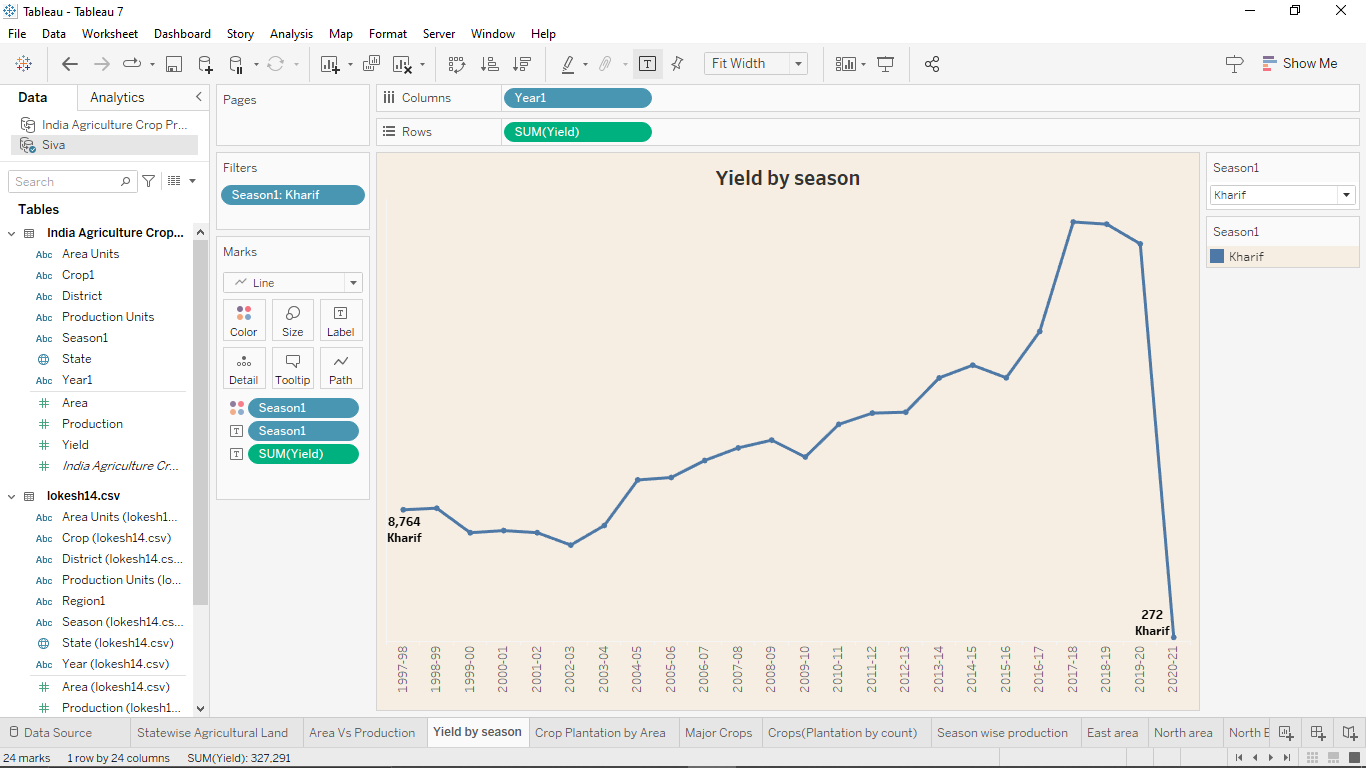 Tableau - Tableau 7
File Data Worksheet Dashboard Story Analysis Map Format Server Window Help
Fit Width
Show Me
Data Analytics
India Agriculture Crop Pr...
Siva
Search
Tables
India Agriculture Crop...
Abc Area Units
Abc Crop1
Abc District
Abc Production Units
Abc Season1
State
Abc Year1
Area
Production
Yield
India Agriculture Cr...
lokesh14.csv
Abc Area Units (lokesh1...
Abc Crop (lokesh14.csv)
Abc District (lokesh14.cs...
Abc Production Units (lo...
Abc Region1
Abc Season (lokesh14.cs...
State (lokesh14.csv)
Abc Year (lokesh14.csv)
Area (lokesh14.csv)
Production (lokesh1...
Pages
Filters
Season1: Kharif
Marks
Line
Color Size Label
Detail Tooltip Path
Season1
Season1
SUM(Yield)
Columns Year1
Rows SUM(Yield)
Yield by season
8,764
Kharif
272
Kharif
1997-98
1998-99
1999-00
2000-01
2001-02
2002-03
2003-04
2004-05
2005-06
2006-07
2007-08
2008-09
2009-10
2010-11
2011-12
2012-13
2013-14
2014-15
2015-16
2016-17
2017-18
2018-19
2019-20
2020-21
Season1
Kharif
Season1
Kharif
Data Source Statewise Agricultural Land Area Vs Production Yield by season Crop Plantation by Area Major Crops Crops(Plantation by count) Season wise production East area North area North E
24 marks 1 row by 24 columns SUM(Yield): 327,291